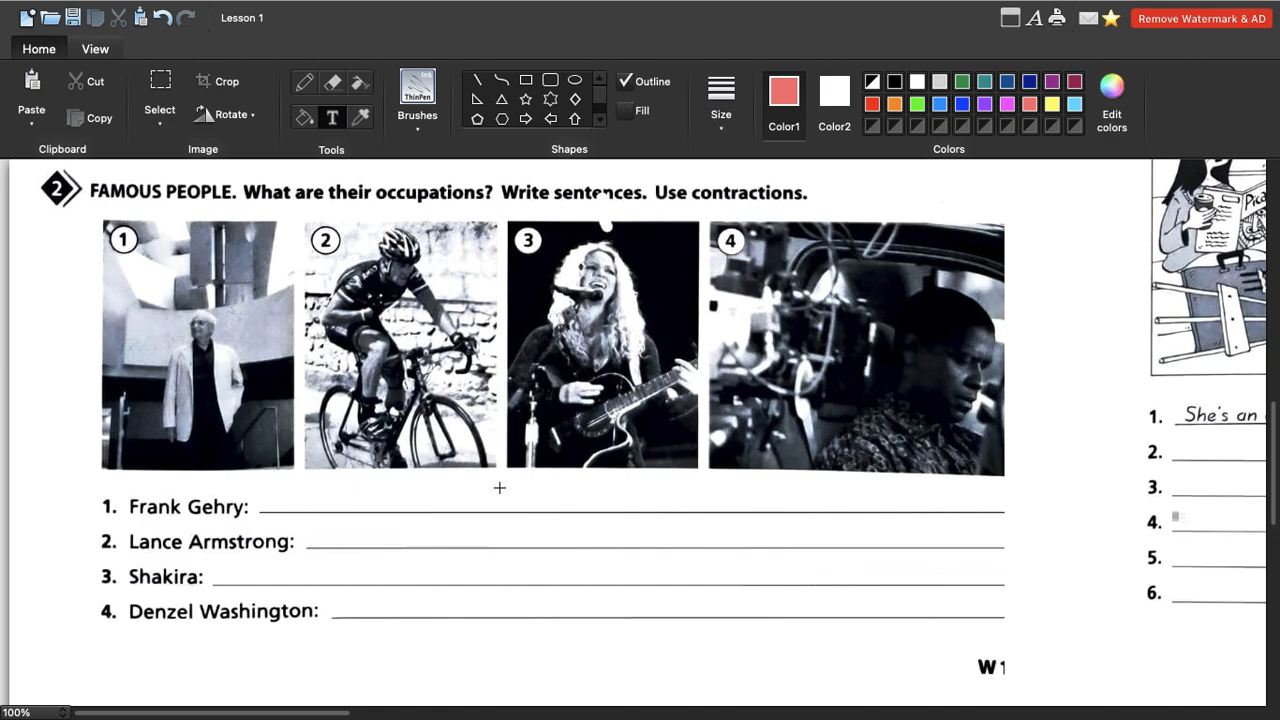 Lesson 1
Remove Watermark & AD
Home
View
Paste
Cut
Copy
Clipboard
Select
Crop
Rotate
Image
Tools
Ink
ThinPen
Brushes
Outline
Fill
Shapes
Size
Color1
Color2
Edit
colors
Colors
2 FAMOUS PEOPLE. What are their occupations? Write sentences. Use contractions.
1
2
3
4
1. Frank Gehry:
2. Lance Armstrong:
3. Shakira:
4. Denzel Washington:
W1
1. She's an
2.
3.
4.
5.
6.
100%